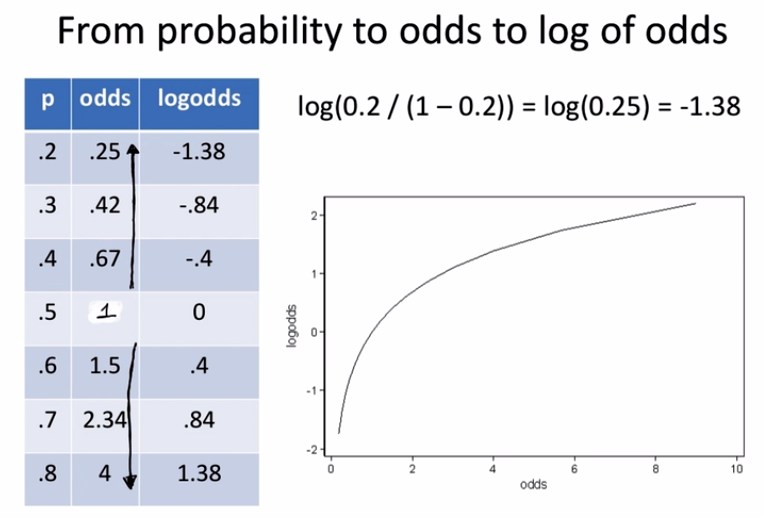 From probability to odds to log of odds
p odds logodds
.2 .25 -1.38
.3 .42 -.84
.4 .67 -.4
.5 1 0
.6 1.5 .4
.7 2.34 .84
.8 4 1.38
log(0.2 / (1 – 0.2)) = log(0.25) = -1.38
2
1
0
-1
-2
logodds
0 2 4 6 8 10
odds